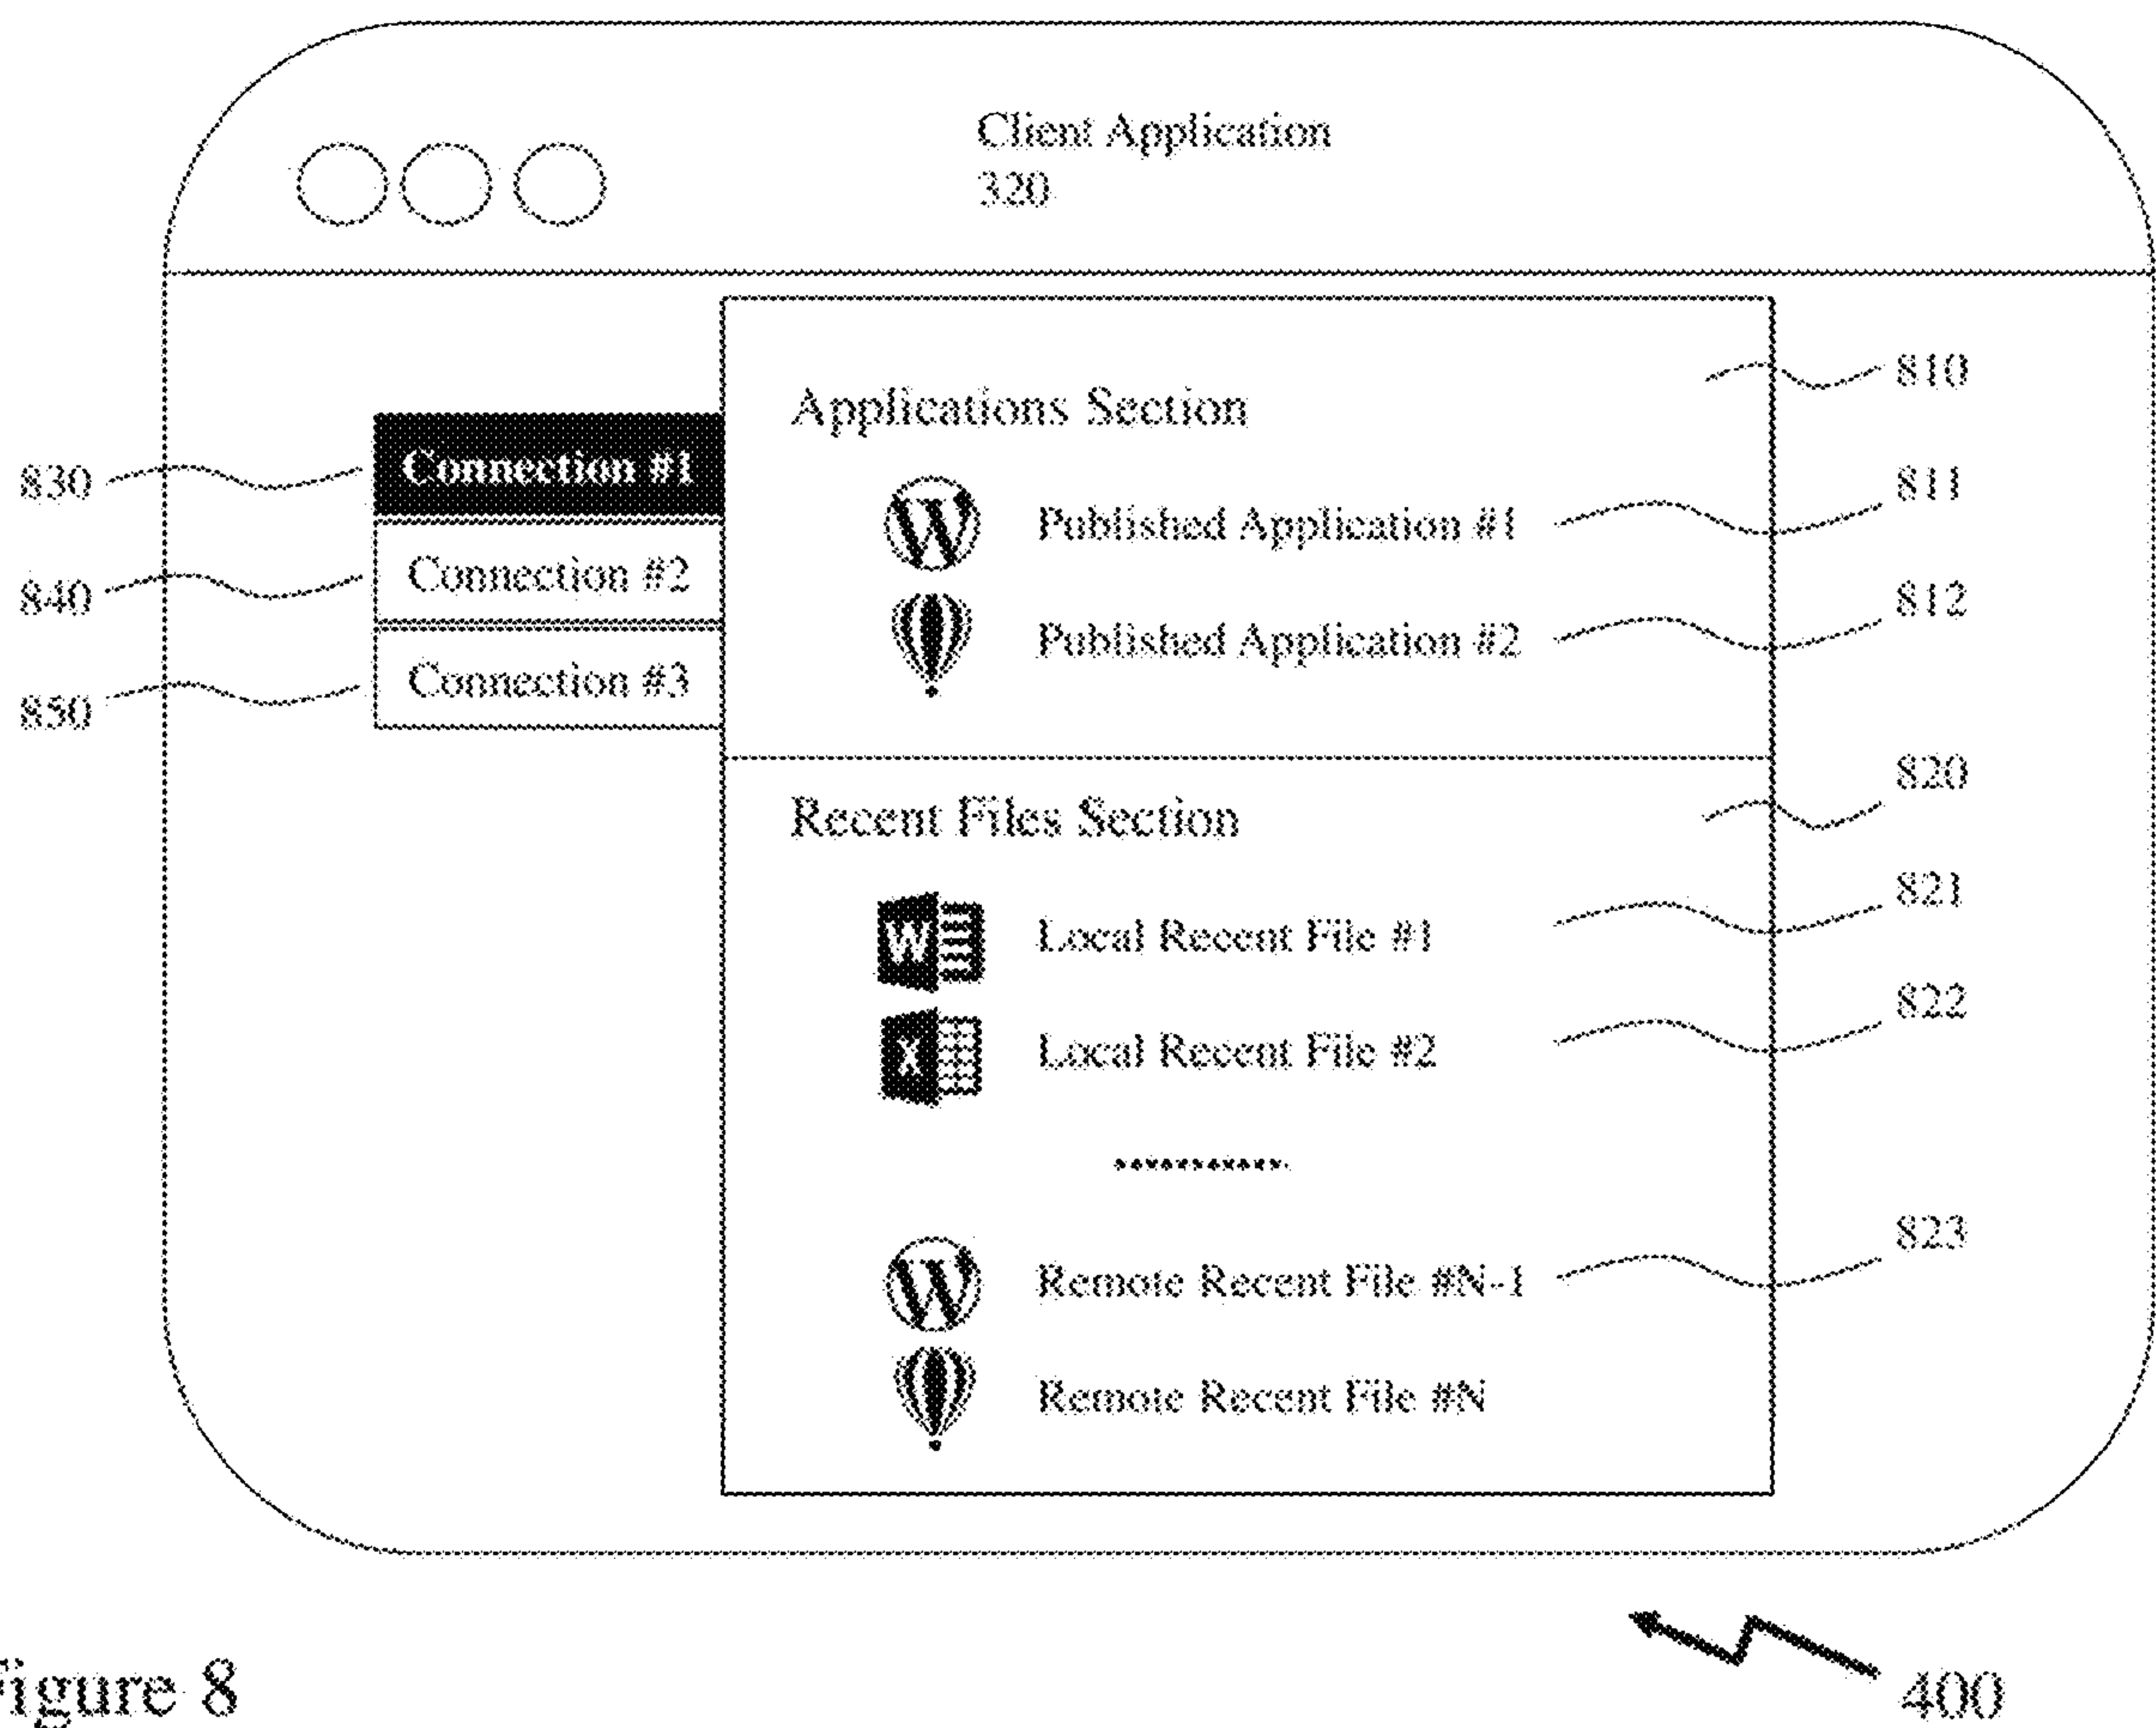 Client Application
320
Applications Section
810
Connection #1
830
W
Published Application #1
811
Connection #2
840
Published Application #2
812
Connection #3
850
Recent Files Section
820
W
Local Recent File #1
821
X
Local Recent File #2
822
............
W
Remote Recent File #N-1
823
Remote Recent File #N
400
igure 8